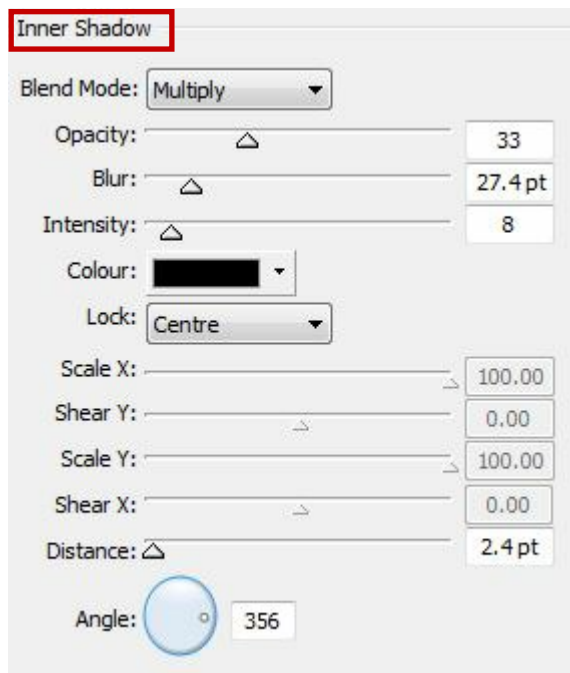 Inner Shadow
Blend Mode: Multiply
Opacity: 33
Blur: 27.4 pt
Intensity: 8
Colour:
Lock: Centre
Scale X: 100.00
Shear Y: 0.00
Scale Y: 100.00
Shear X: 0.00
Distance: 2.4 pt
Angle: 356